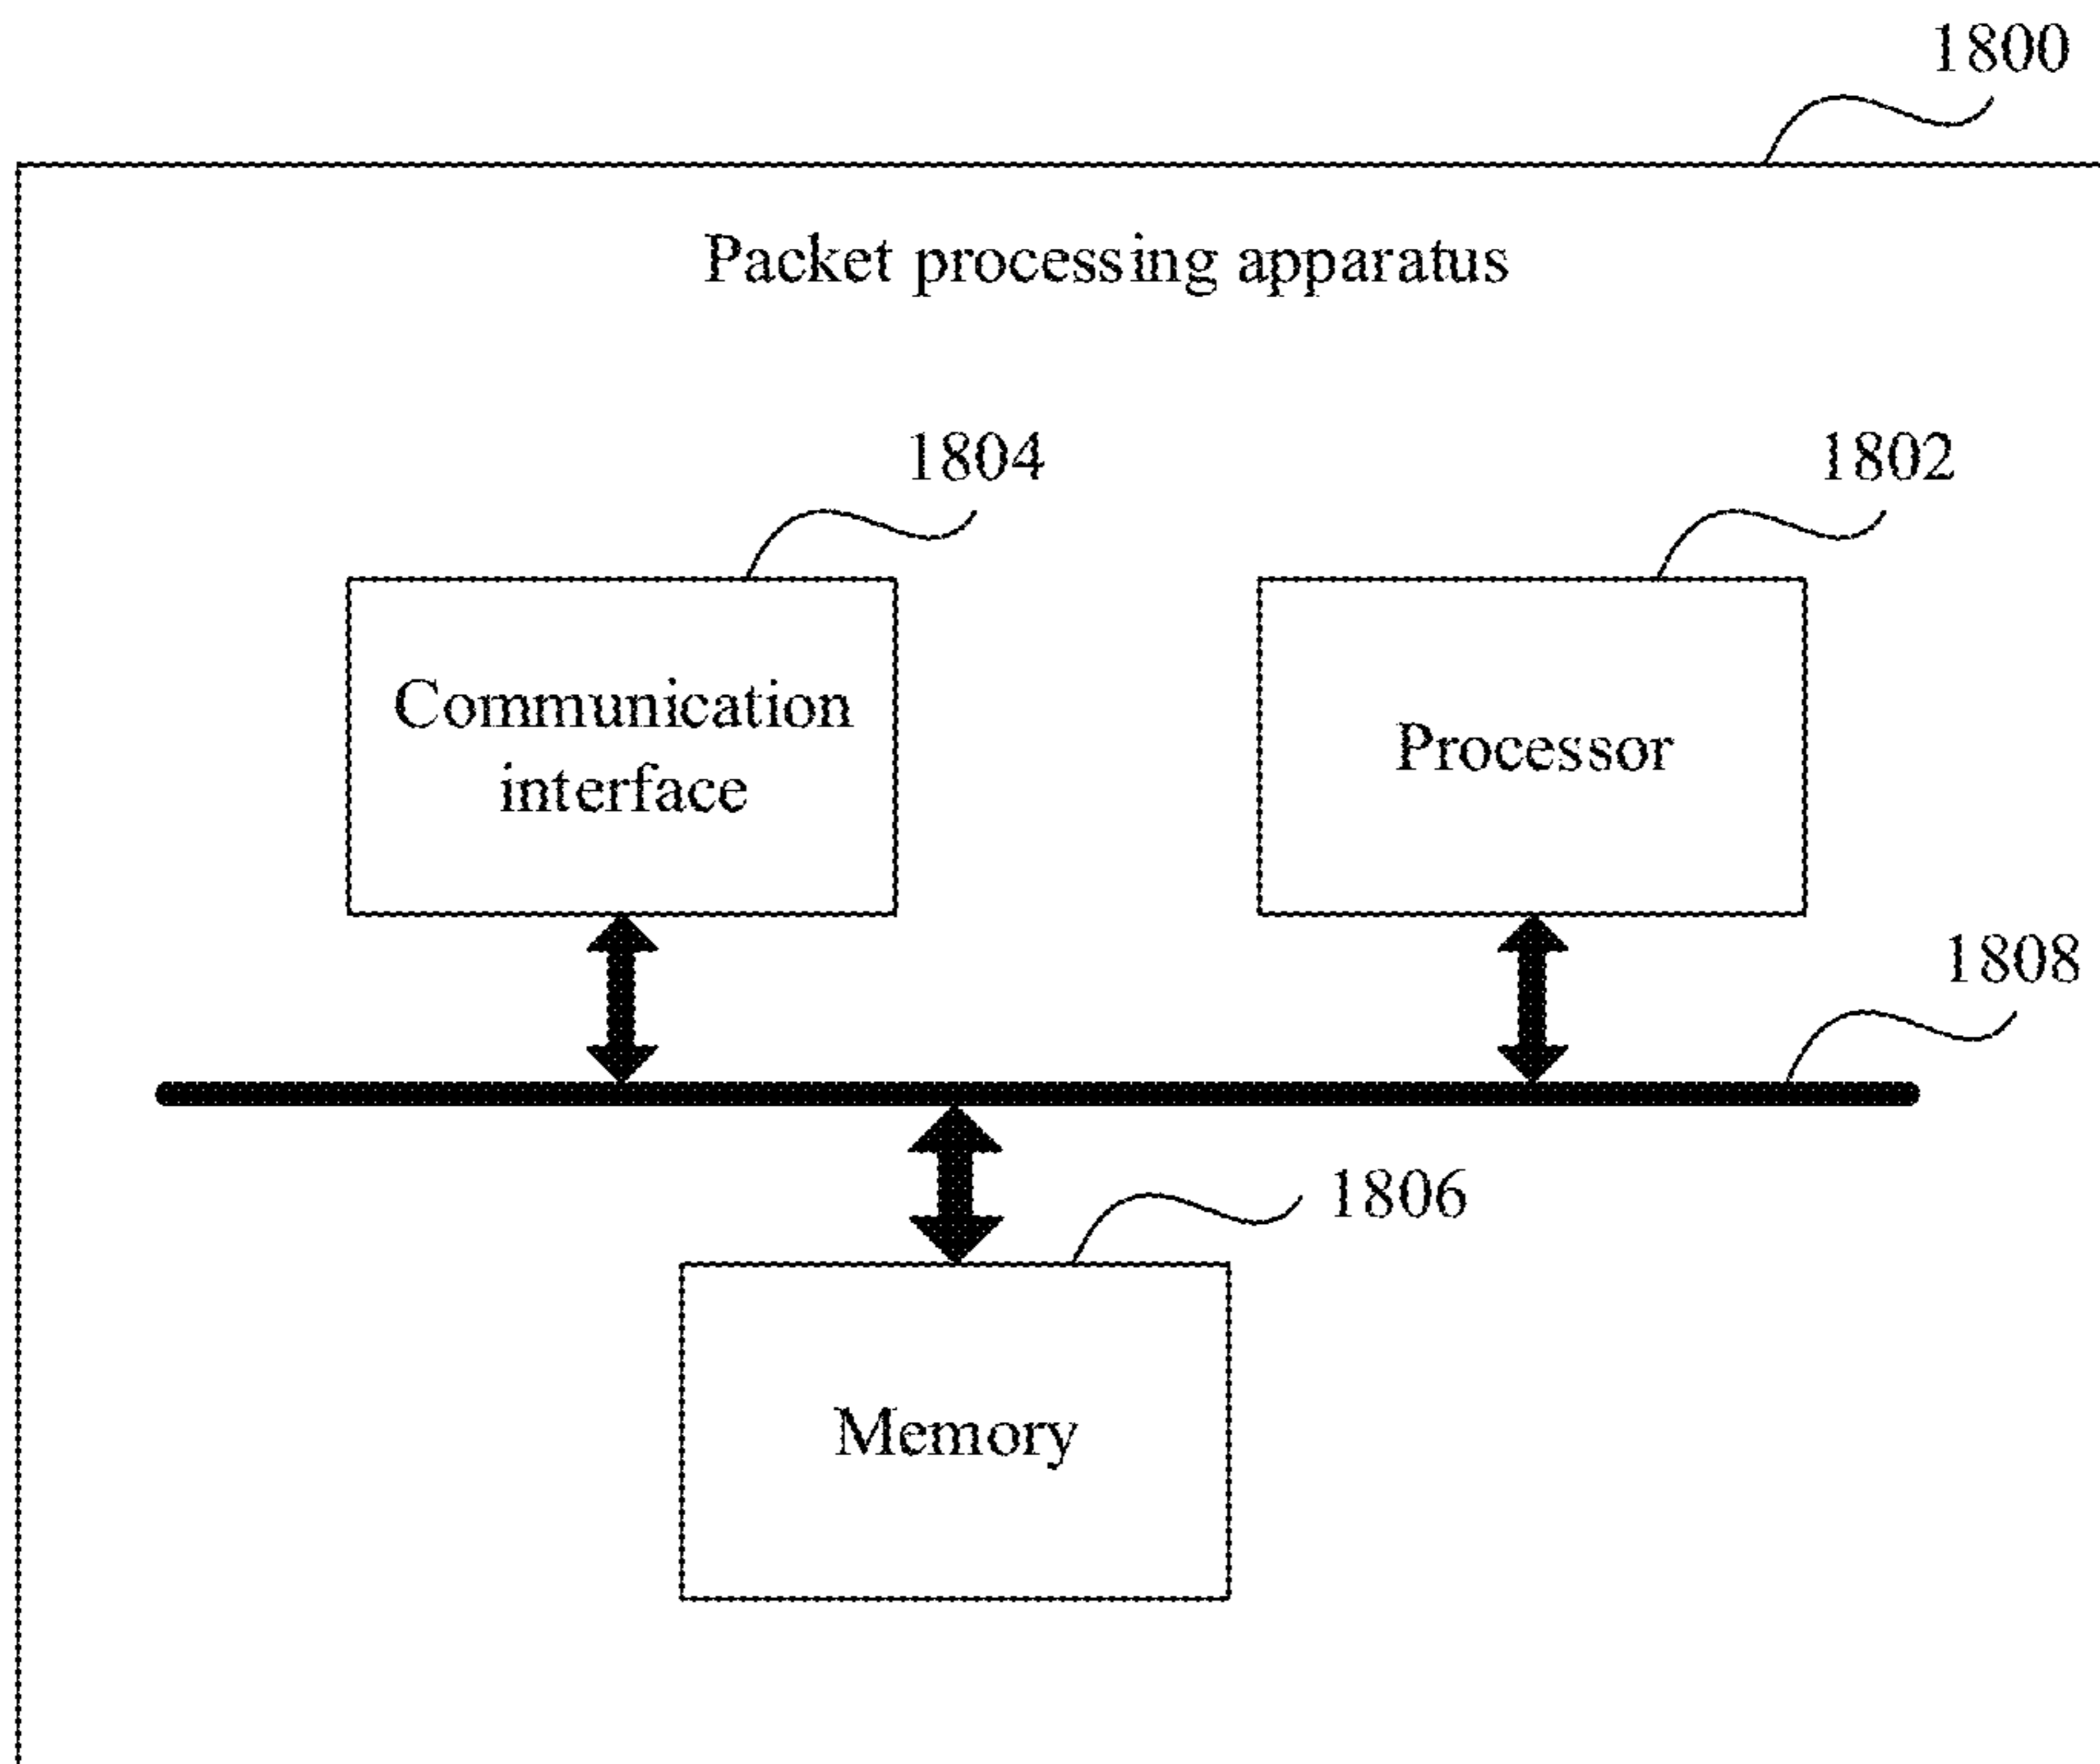 1800
Packet processing apparatus
1804
1802
Communication
interface
Processor
1808
1806
Memory